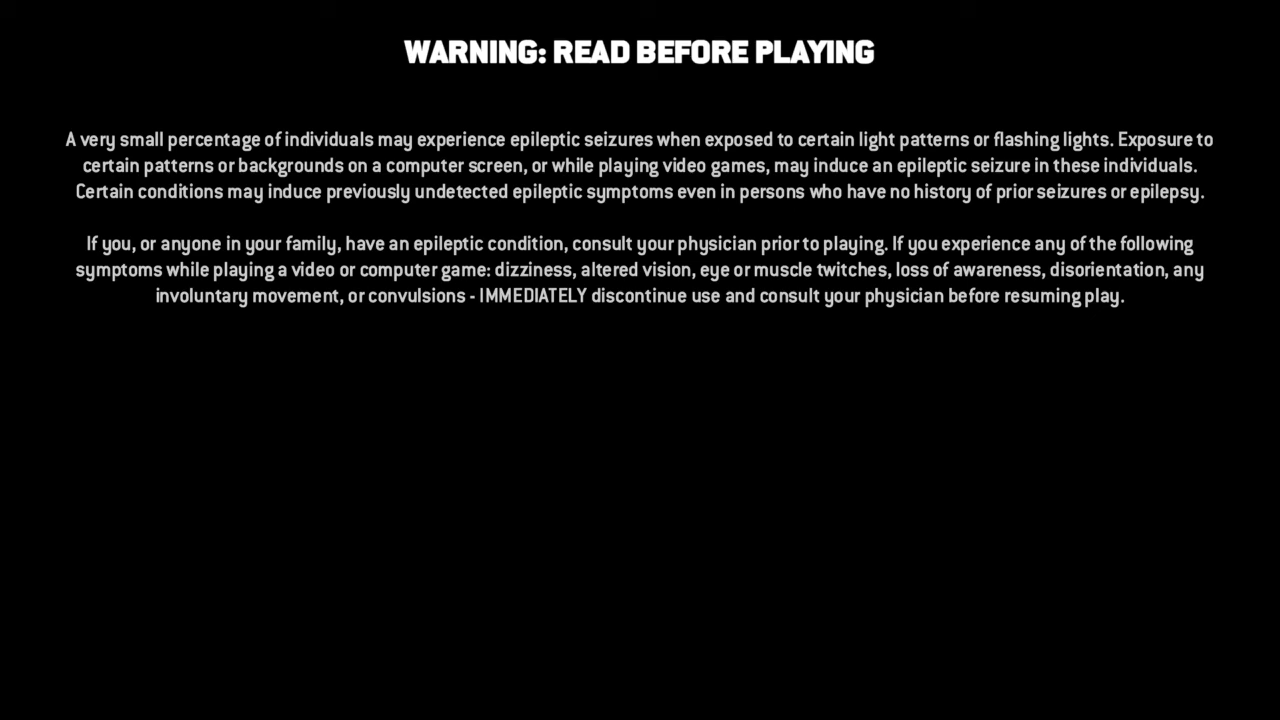 WARNING: READ BEFORE PLAYING
A very small percentage of individuals may experience epileptic seizures when exposed to certain light patterns or flashing lights. Exposure to
certain patterns or backgrounds on a computer screen, or while playing video games, may induce an epileptic seizure in these individuals.
Certain conditions may induce previously undetected epileptic symptoms even in persons who have no history of prior seizures or epilepsy.
If you, or anyone in your family, have an epileptic condition, consult your physician prior to playing. If you experience any of the following
symptoms while playing a video or computer game: dizziness, altered vision, eye or muscle twitches, loss of awareness, disorientation, any
involuntary movement, or convulsions - IMMEDIATELY discontinue use and consult your physician before resuming play.